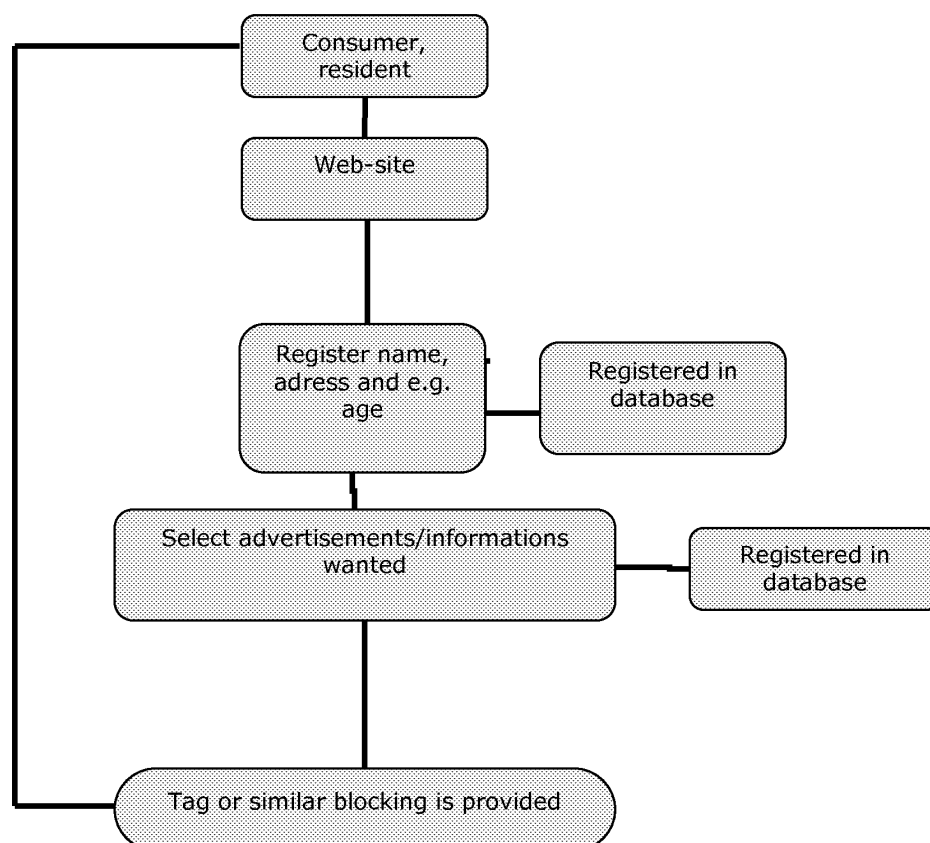 Consumer,
resident
Web-site
Register name,
adress and e.g.
age
Registered in
database
Select advertisements/informations
wanted
Registered in
database
Tag or similar blocking is provided